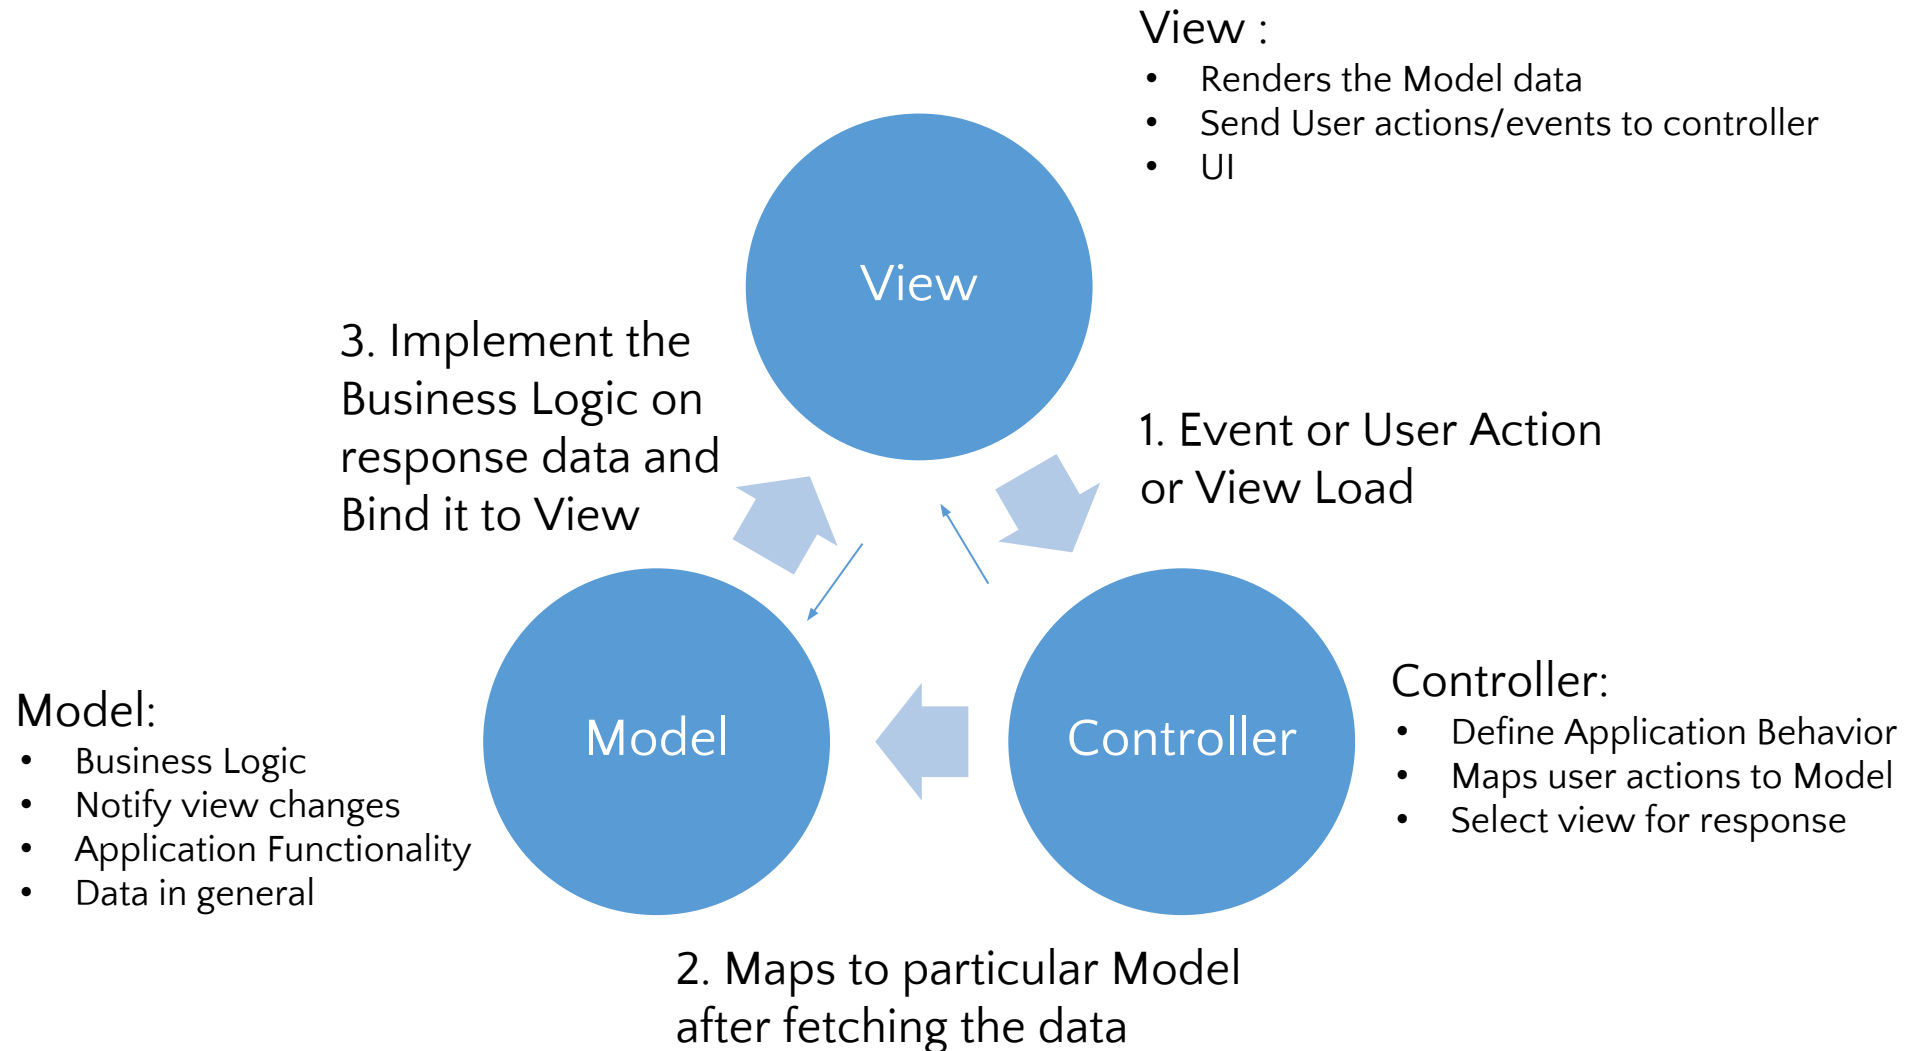 View :
• Renders the Model data
• Send User actions/events to controller
• UI
View
3. Implement the
Business Logic on
response data and
Bind it to View
1. Event or User Action
or View Load
Model:
• Business Logic
• Notify view changes
• Application Functionality
• Data in general
Model
Controller
Controller:
• Define Application Behavior
• Maps user actions to Model
• Select view for response
2. Maps to particular Model
after fetching the data